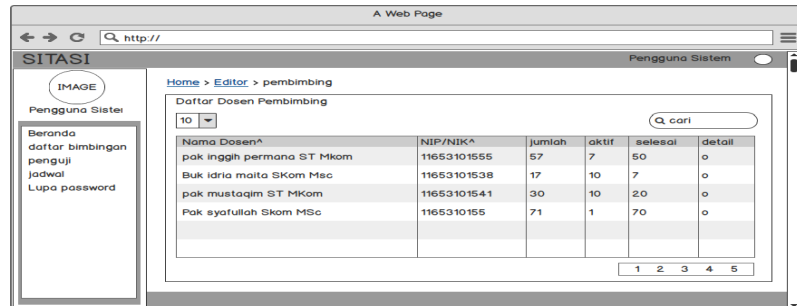 A Web Page
http://
SITASI Pengguna Sistem
IMAGE
Pengguna Sister
Beranda
daftar bimbingan
penguji
jadwal
Lupa password
Home > Editor > pembimbing
Daftar Dosen Pembimbing
10 cari
Nama Dosen^ NIP/NIK^ jumlah aktif selesai detail
pak inggih permana ST Mkom 11653101555 57 7 50 o
Buk idria maita SKom Msc 11653101538 17 10 7 o
pak mustaqim ST MKom 11653101541 30 10 20 o
Pak syafullah Skom MSc 1165310155 71 1 70 o
1 2 3 4 5